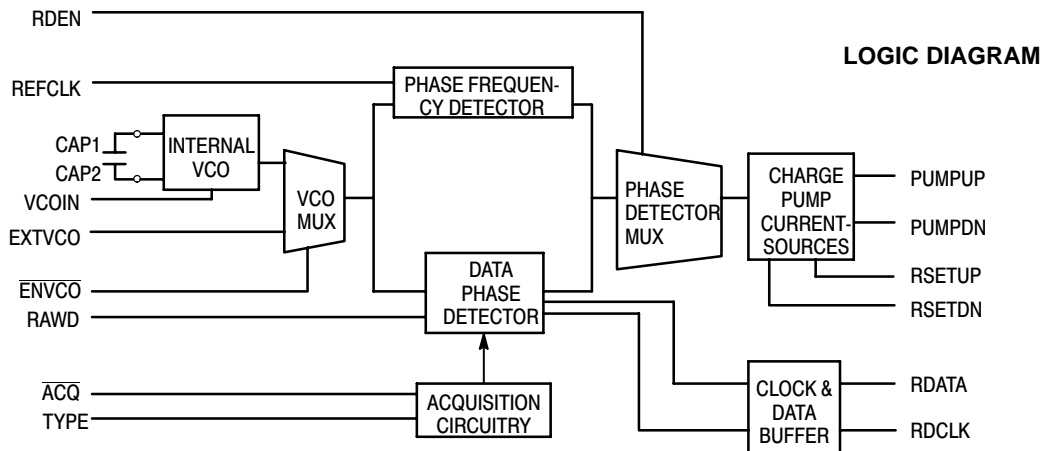 RDEN
LOGIC DIAGRAM
REFCLK
PHASE FREQUEN-
CY DETECTOR
CAP1
CAP2
INTERNAL
VCO
VCOIN
EXTVCO
VCO
MUX
PHASE
DETECTOR
MUX
CHARGE
PUMP
CURRENT-
SOURCES
PUMPUP
PUMPDN
RSETUP
RSETDN
ENVCO
RAWD
DATA
PHASE
DETECTOR
ACQ
TYPE
ACQUISITION
CIRCUITRY
CLOCK &
DATA
BUFFER
RDATA
RDCLK